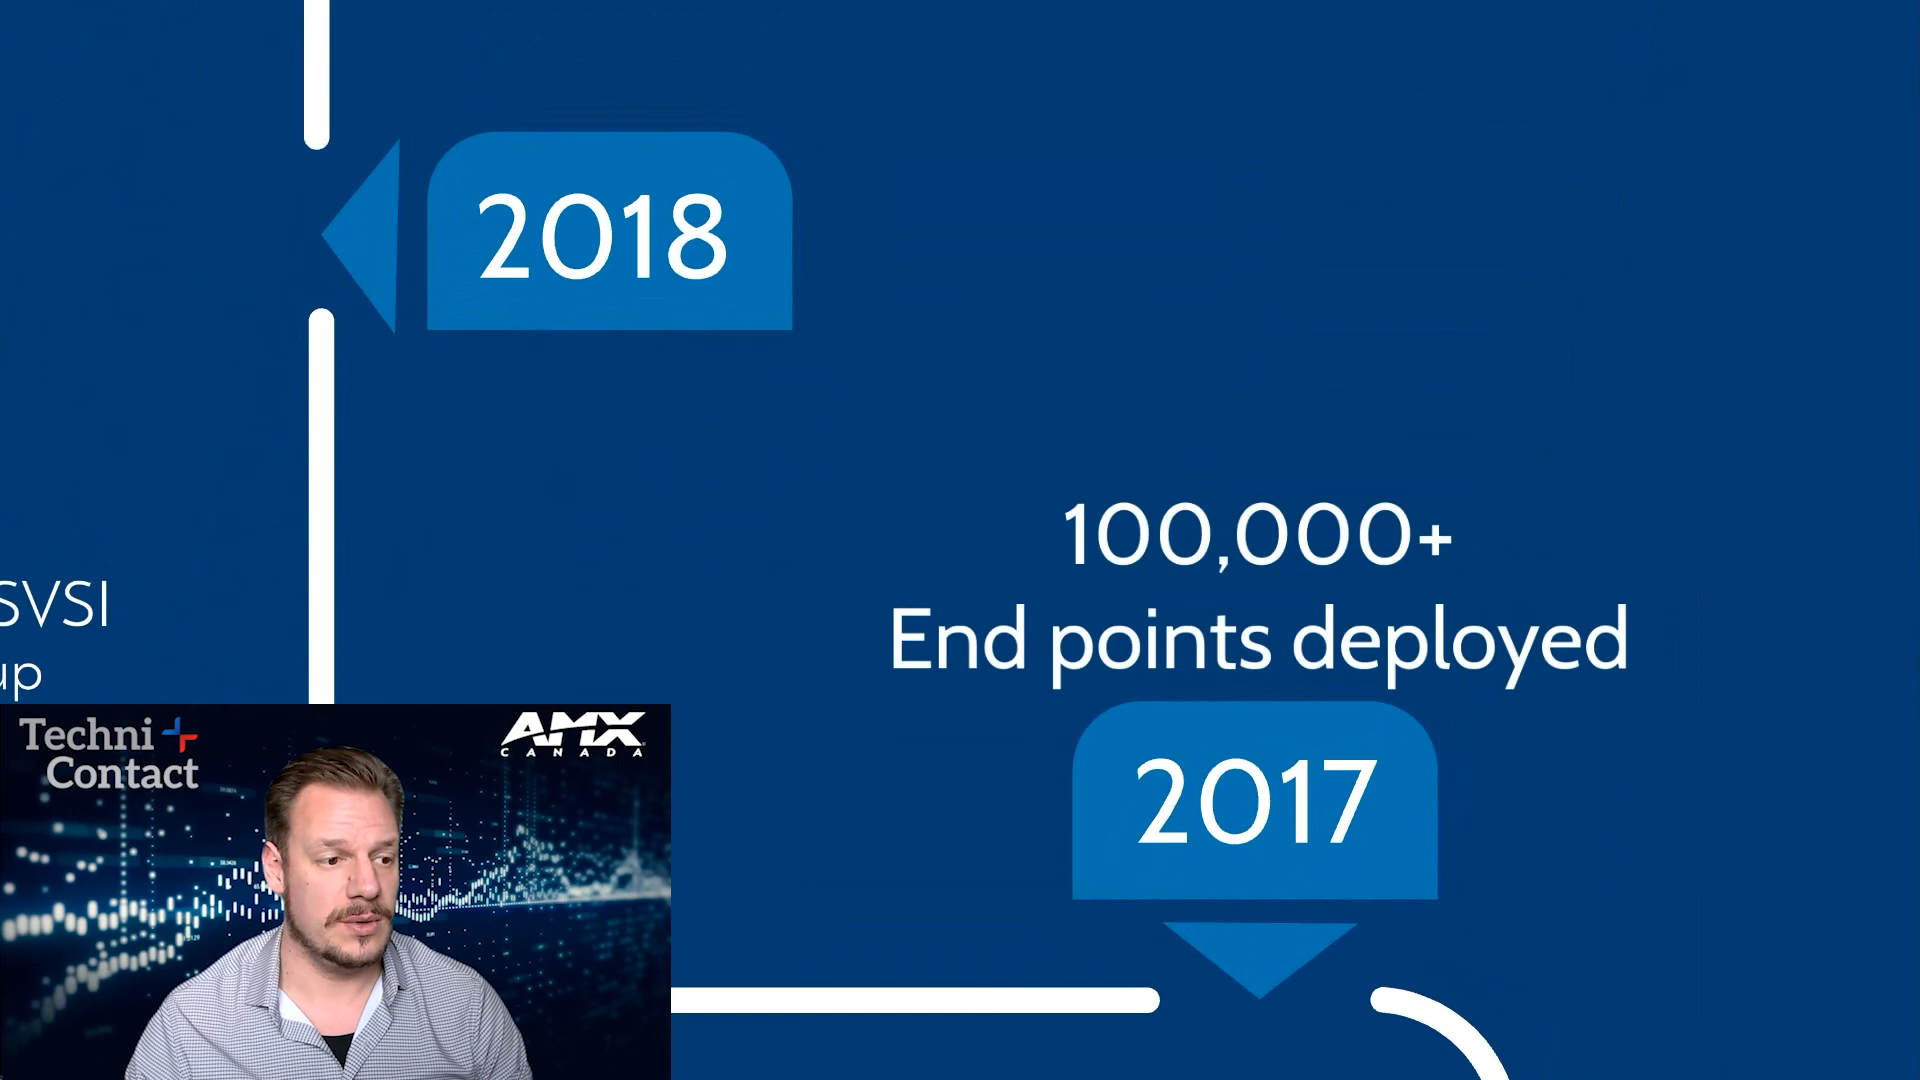 2018
100,000+
End points deployed
2017
SVSI
up
Techni
Contact
AMX
CANADA